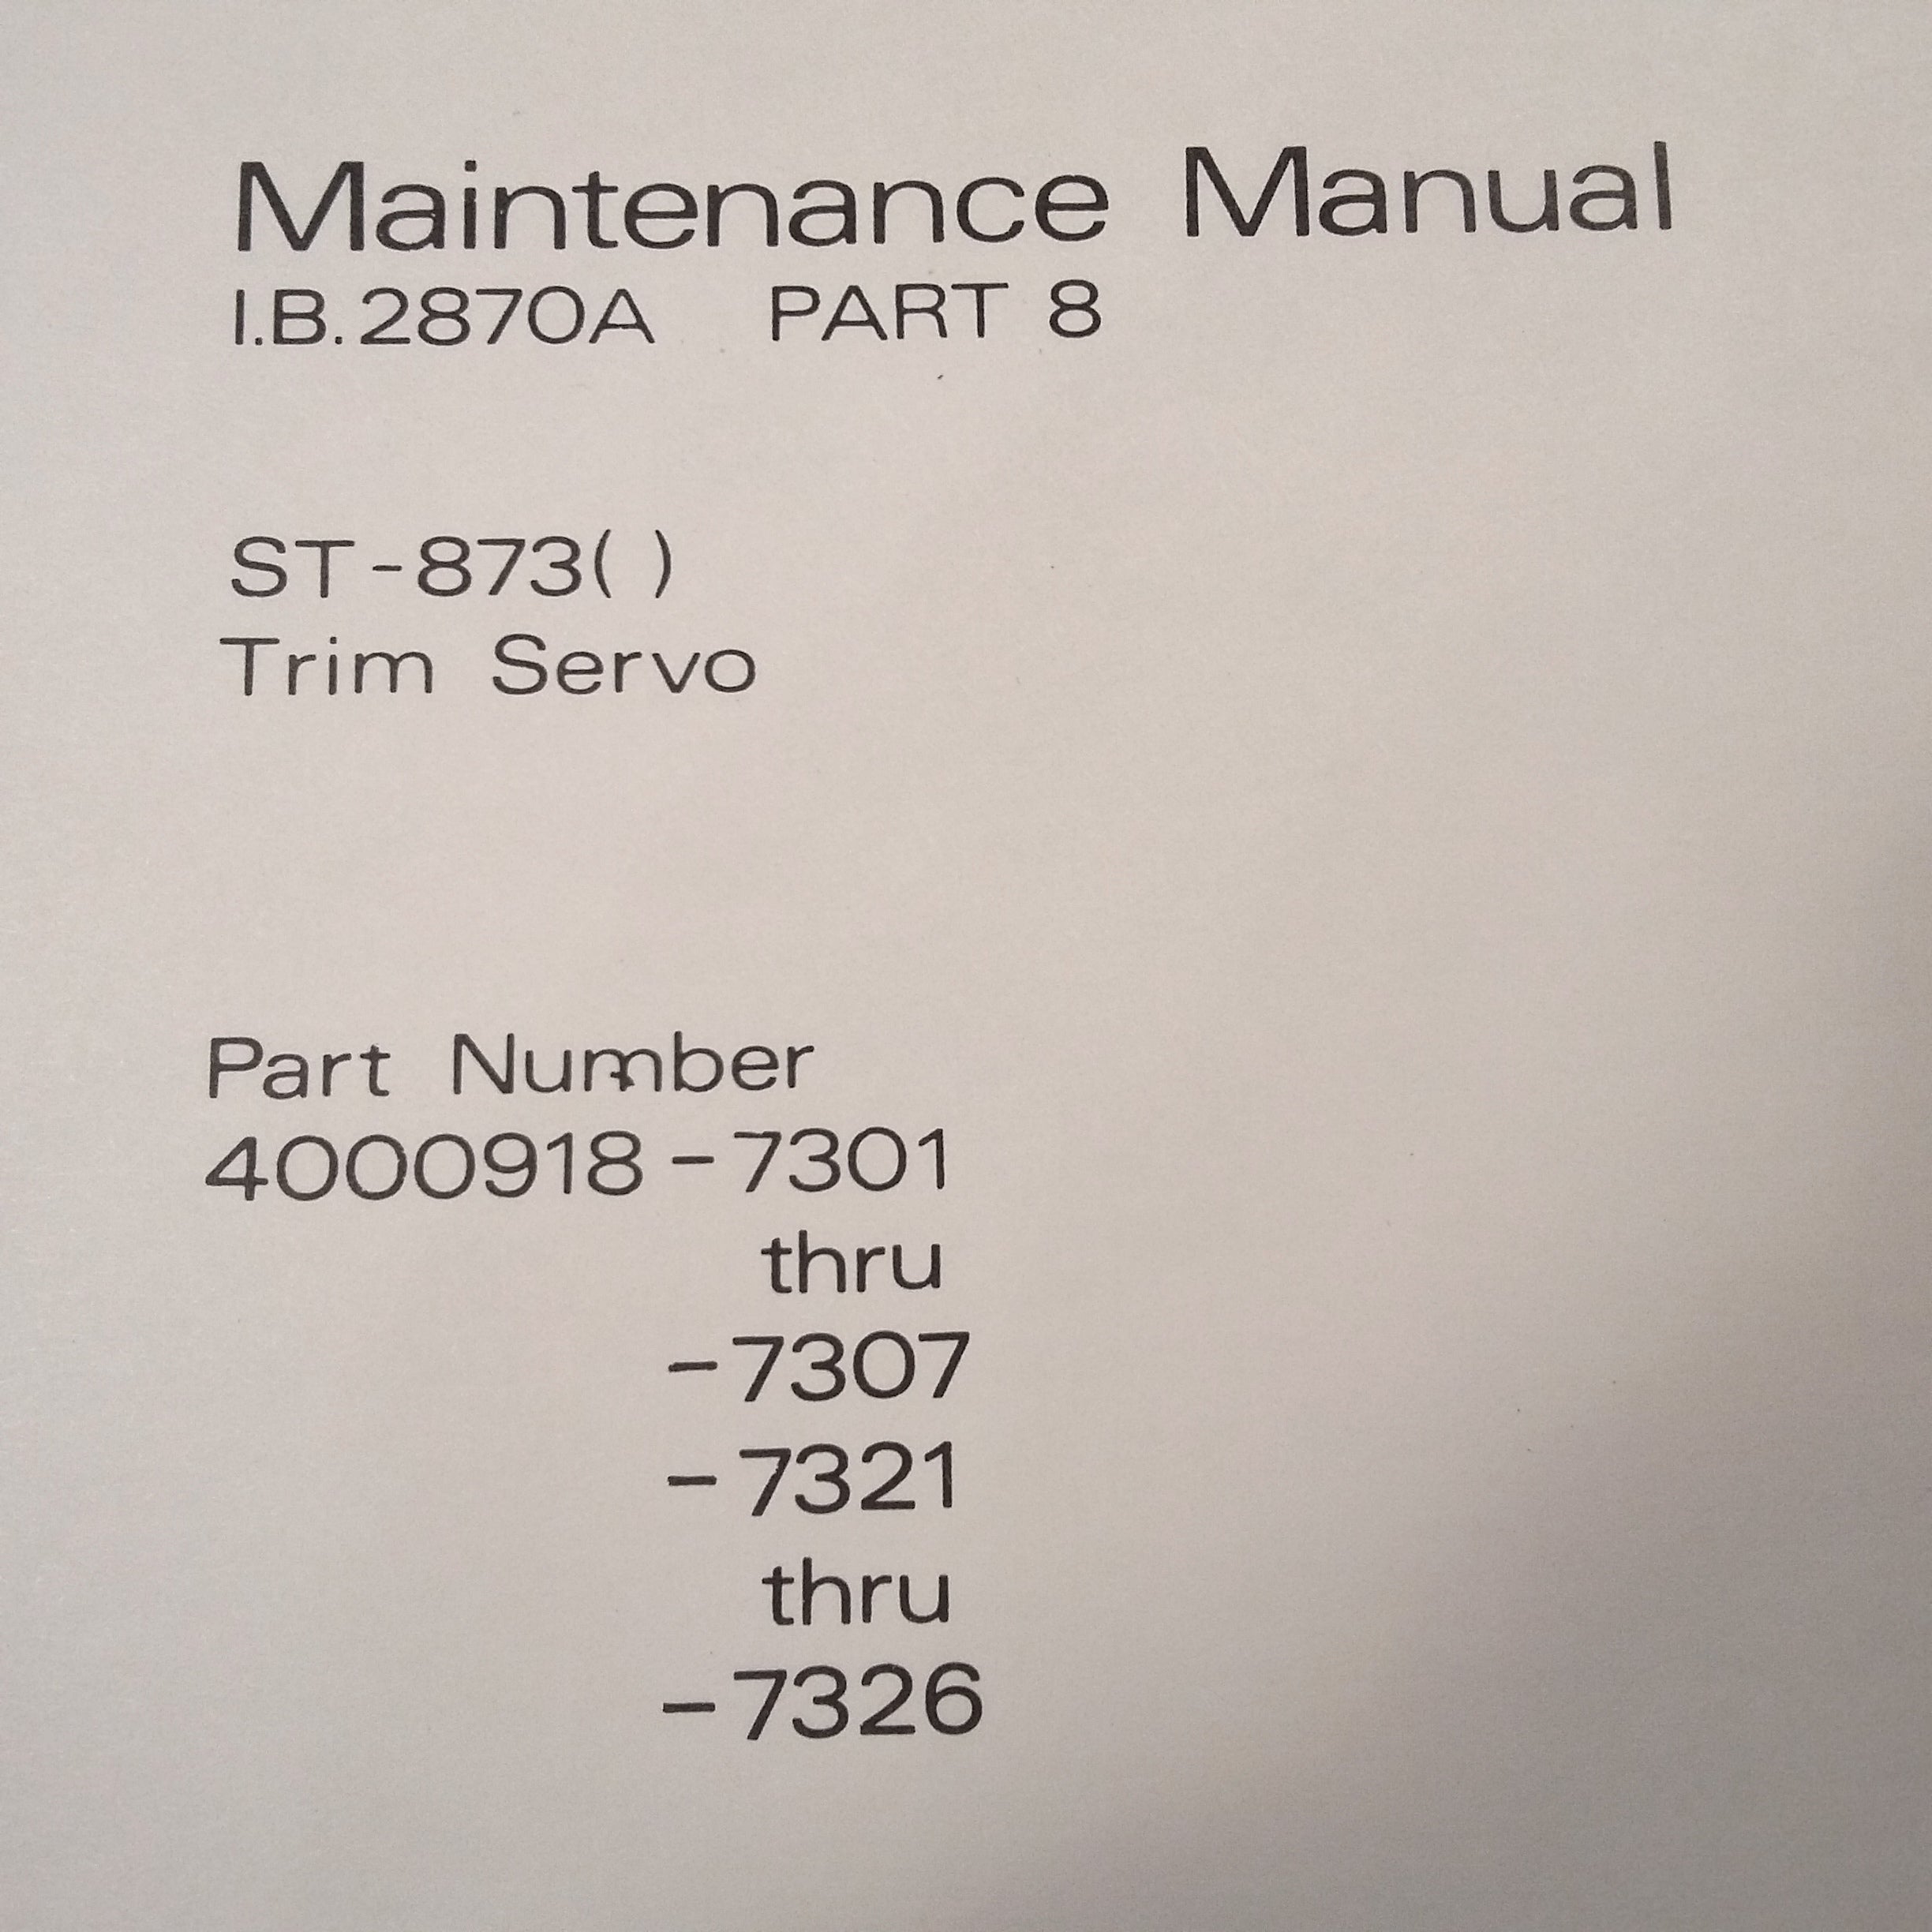 Maintenance Manual
I.B.2870A PART 8
ST-873( )
Trim Servo
Part Number
4000918-7301
thru
-7307
-7321
thru
-7326